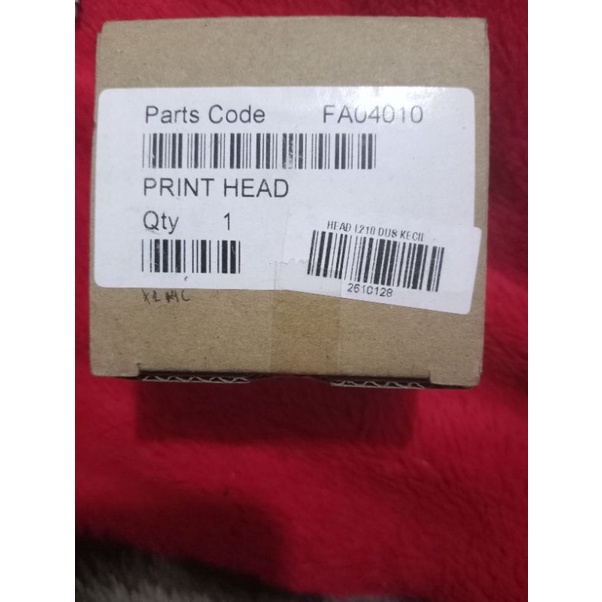 Parts Code FA04010
PRINT HEAD
Qty 1
HEAD L210 DUS KECIL
2610128